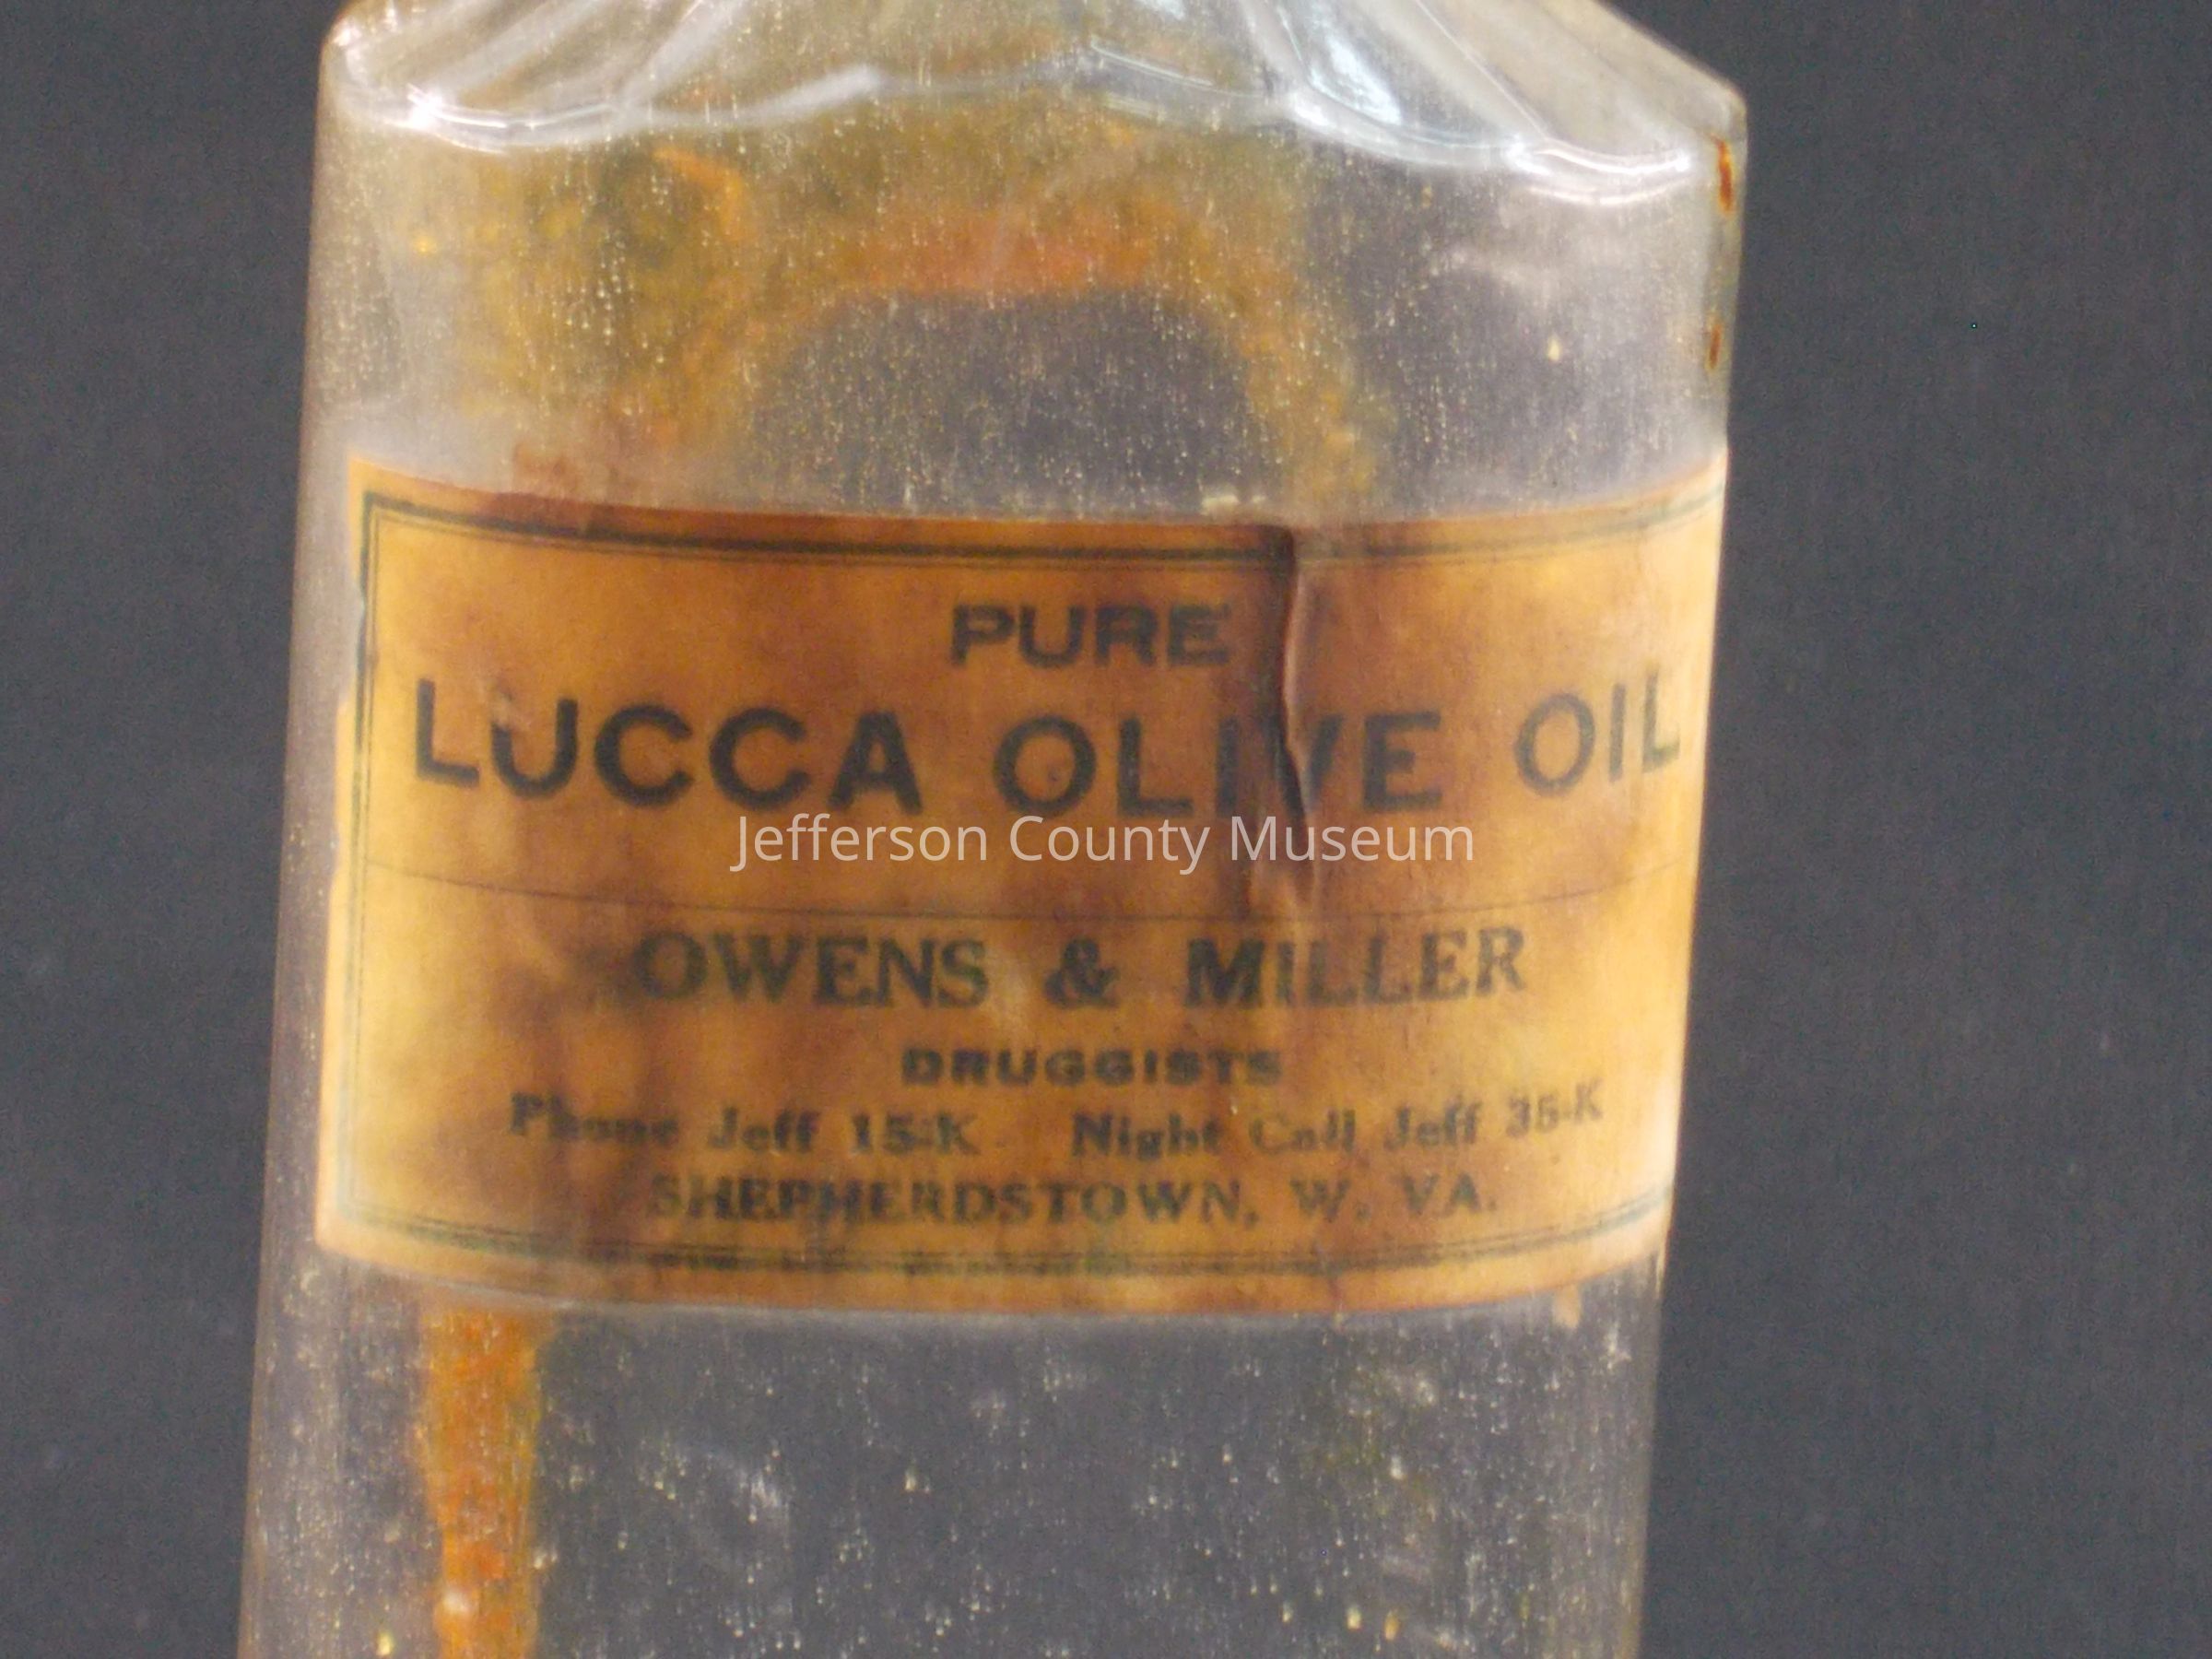 PURE
LUCCA OLIVE OIL
Jefferson County Museum
OWENS & MILLER
DRUGGISTS
Phone Jeff 15-K Night Call Jeff 35-K
SHEPHERDSTOWN, W. VA.